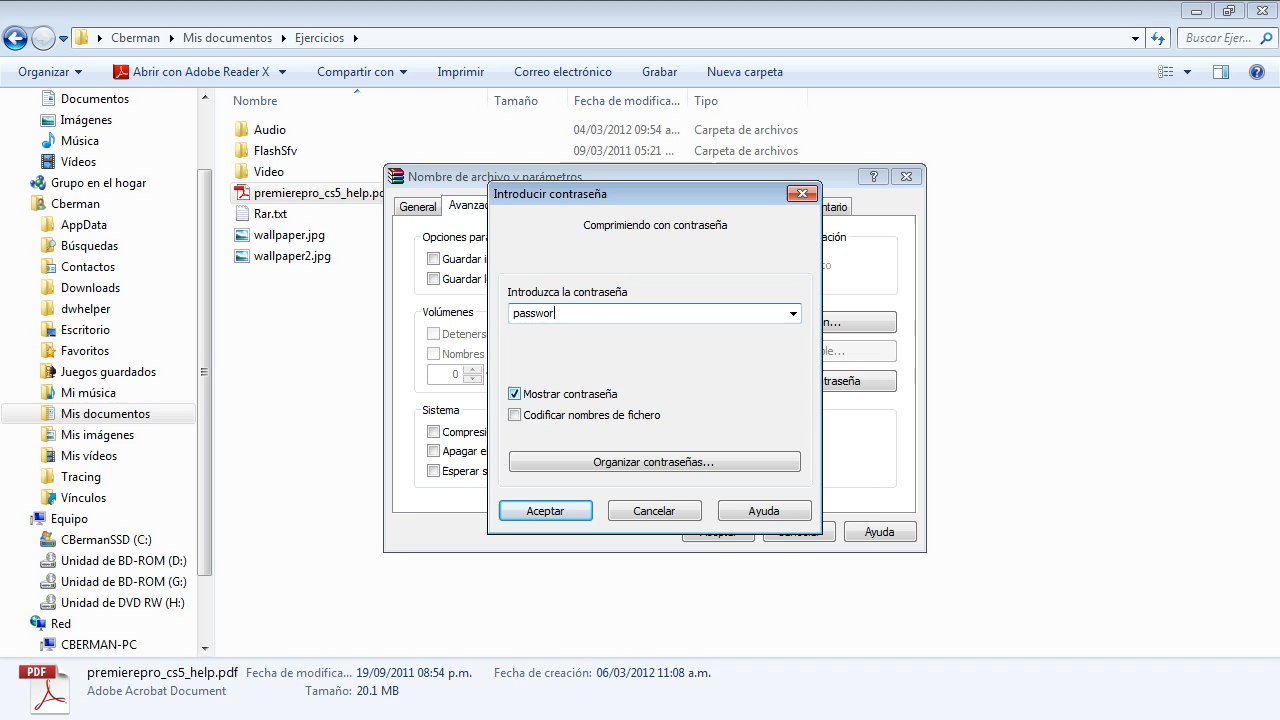 Cberman Mis documentos Ejercicios
Buscar Ejer...
Organizar Abrir con Adobe Reader X Compartir con Imprimir Correo electrónico Grabar Nueva carpeta
Documentos
Imágenes
Música
Vídeos
Grupo en el hogar
Cberman
AppData
Búsquedas
Contactos
Downloads
dwhelper
Escritorio
Favoritos
Juegos guardados
Mi música
Mis documentos
Mis imágenes
Mis vídeos
Tracing
Vínculos
Equipo
CBermanSSD (C:)
Unidad de BD-ROM (D:)
Unidad de BD-ROM (G:)
Unidad de DVD RW (H:)
Red
CBERMAN-PC
Nombre Tamaño Fecha de modifica... Tipo
Audio 04/03/2012 09:54 a... Carpeta de archivos
FlashSfv 09/03/2011 05:21 ... Carpeta de archivos
Video
premierepro_cs5_help.pd
Rar.txt
wallpaper.jpg
wallpaper2.jpg
Nombre de archivo y parámetros
General Avanzad
ntario
Opciones para
ación
Guardar i
Guardar l
Volúmenes
n...
Deteners
Nombres
ble...
0
traseña
Sistema
Compresi
Apagar e
Esperar s
Ayuda
Introducir contraseña
Comprimiendo con contraseña
Introduzca la contraseña
passwor
Mostrar contraseña
Codificar nombres de fichero
Organizar contraseñas...
Aceptar Cancelar Ayuda
PDF
premierepro_cs5_help.pdf Fecha de modifica... 19/09/2011 08:54 p.m. Fecha de creación: 06/03/2012 11:08 a.m.
Adobe Acrobat Document Tamaño: 20.1 MB